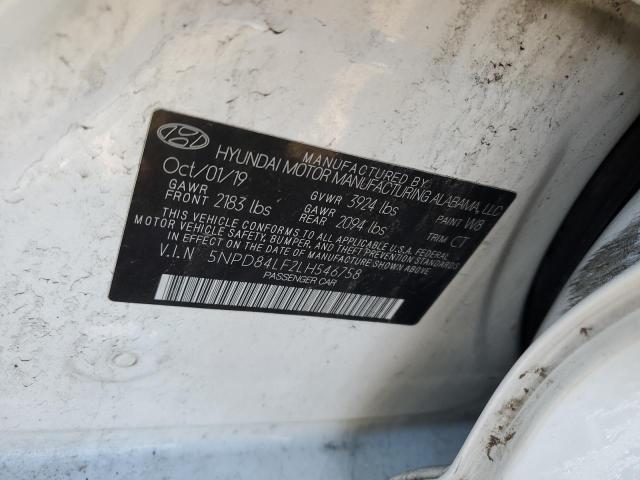 MANUFACTURED BY
HYUNDAI MOTOR MANUFACTURING ALABAMA, LLC
Oct/01/19 GVWR 3924 lbs PAINT W8
GAWR FRONT 2183 lbs GAWR REAR 2094 lbs TRIM CT
THIS VEHICLE CONFORMS TO ALL APPLICABLE U.S.A. FEDERAL
MOTOR VEHICLE SAFETY, BUMPER, AND THEFT PREVENTION
STANDARDS IN EFFECT ON THE DATE OF MANUFACTURE SHOWN ABOVE.
V.I.N 5NPD84LF2LH546758
PASSENGER CAR